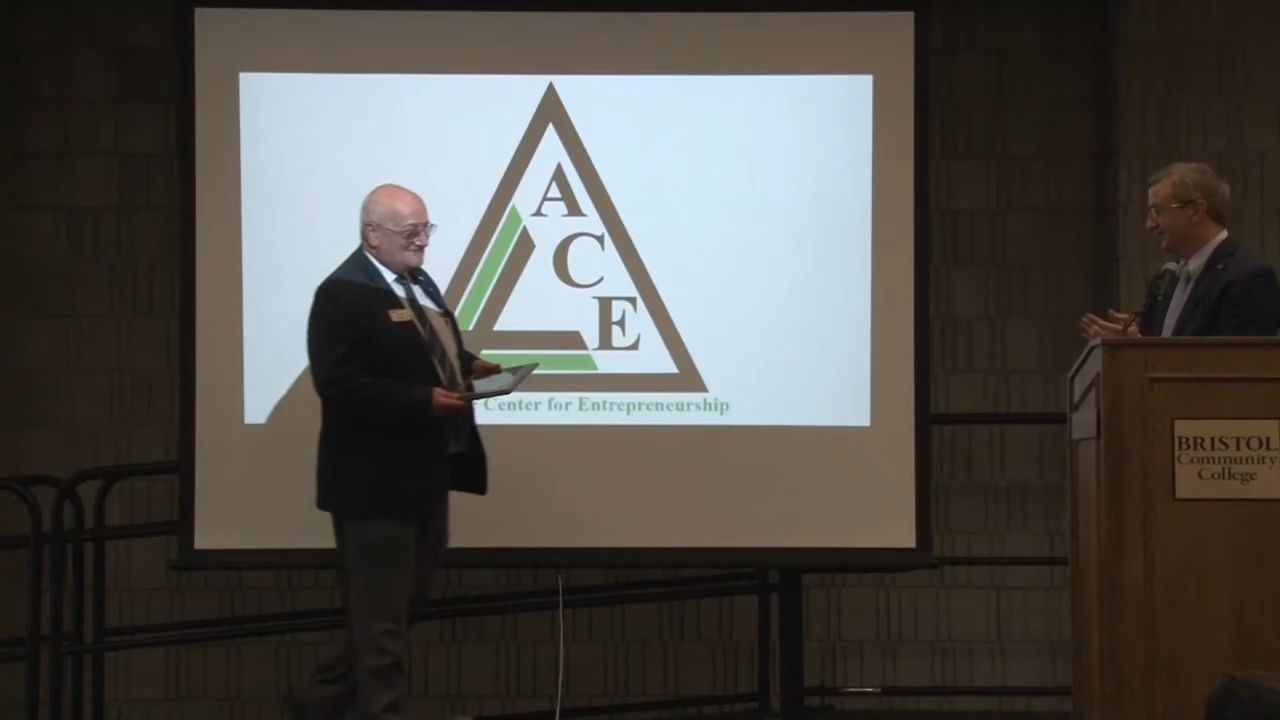 A
C
E
Center for Entrepreneurship
BRISTOL
Community
College